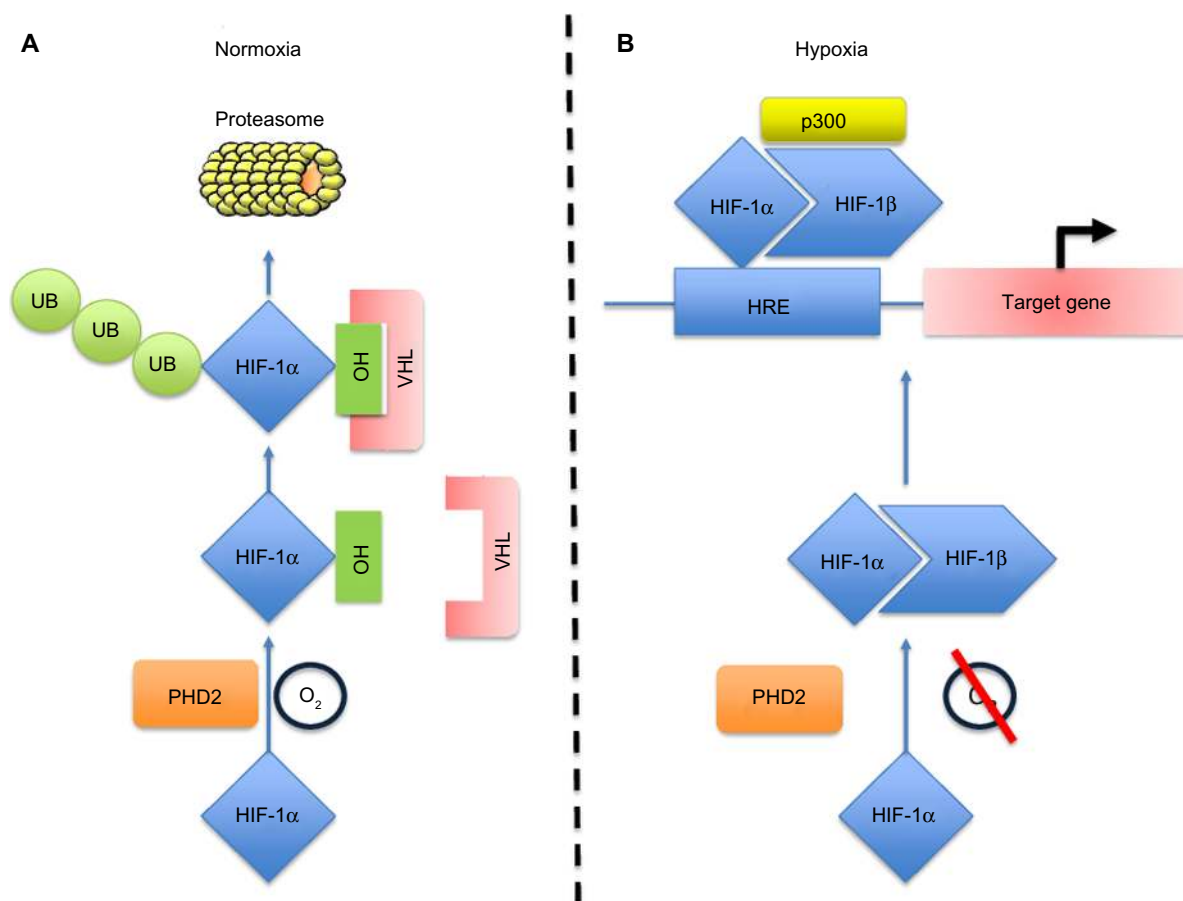 A
Normoxia
Proteasome
UB
UB
UB
HIF-1α
OH
VHL
HIF-1α
OH
VHL
PHD2
O₂
HIF-1α
B
Hypoxia
p300
HIF-1α
HIF-1β
HRE
Target gene
HIF-1α
HIF-1β
PHD2
O₂
HIF-1α